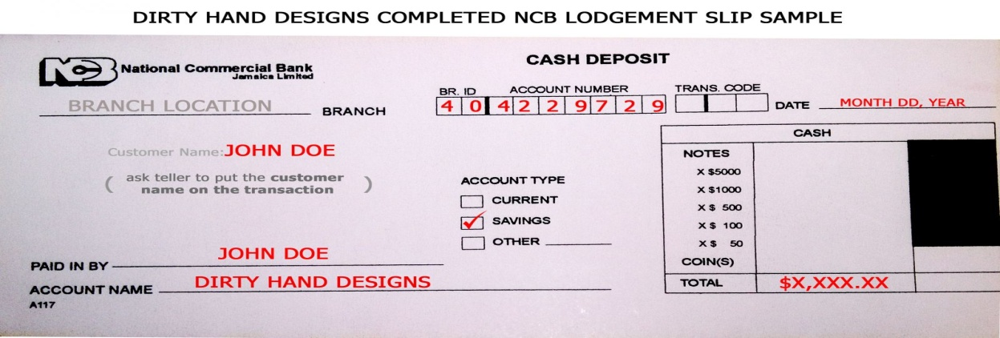 DIRTY HAND DESIGNS COMPLETED NCB LODGEMENT SLIP SAMPLE
NCB National Commercial Bank
Jamaica Limited
CASH DEPOSIT
BR. ID ACCOUNT NUMBER TRANS. CODE
BRANCH LOCATION BRANCH
4 0 4 2 2 9 7 2 9
DATE MONTH DD, YEAR
CASH
Customer Name:JOHN DOE
( ask teller to put the customer
name on the transaction )
ACCOUNT TYPE
CURRENT
SAVINGS
OTHER
NOTES
X $5000
X $1000
X $ 500
X $ 100
X $ 50
COIN(S)
TOTAL $X,XXX.XX
PAID IN BY JOHN DOE
ACCOUNT NAME DIRTY HAND DESIGNS
A117